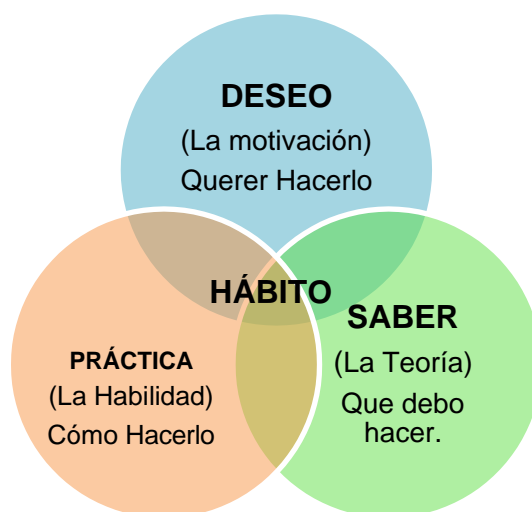 DESEO
(La motivación)
Querer Hacerlo
HÁBITO
SABER
(La Teoría)
Que debo
hacer.
PRÁCTICA
(La Habilidad)
Cómo Hacerlo